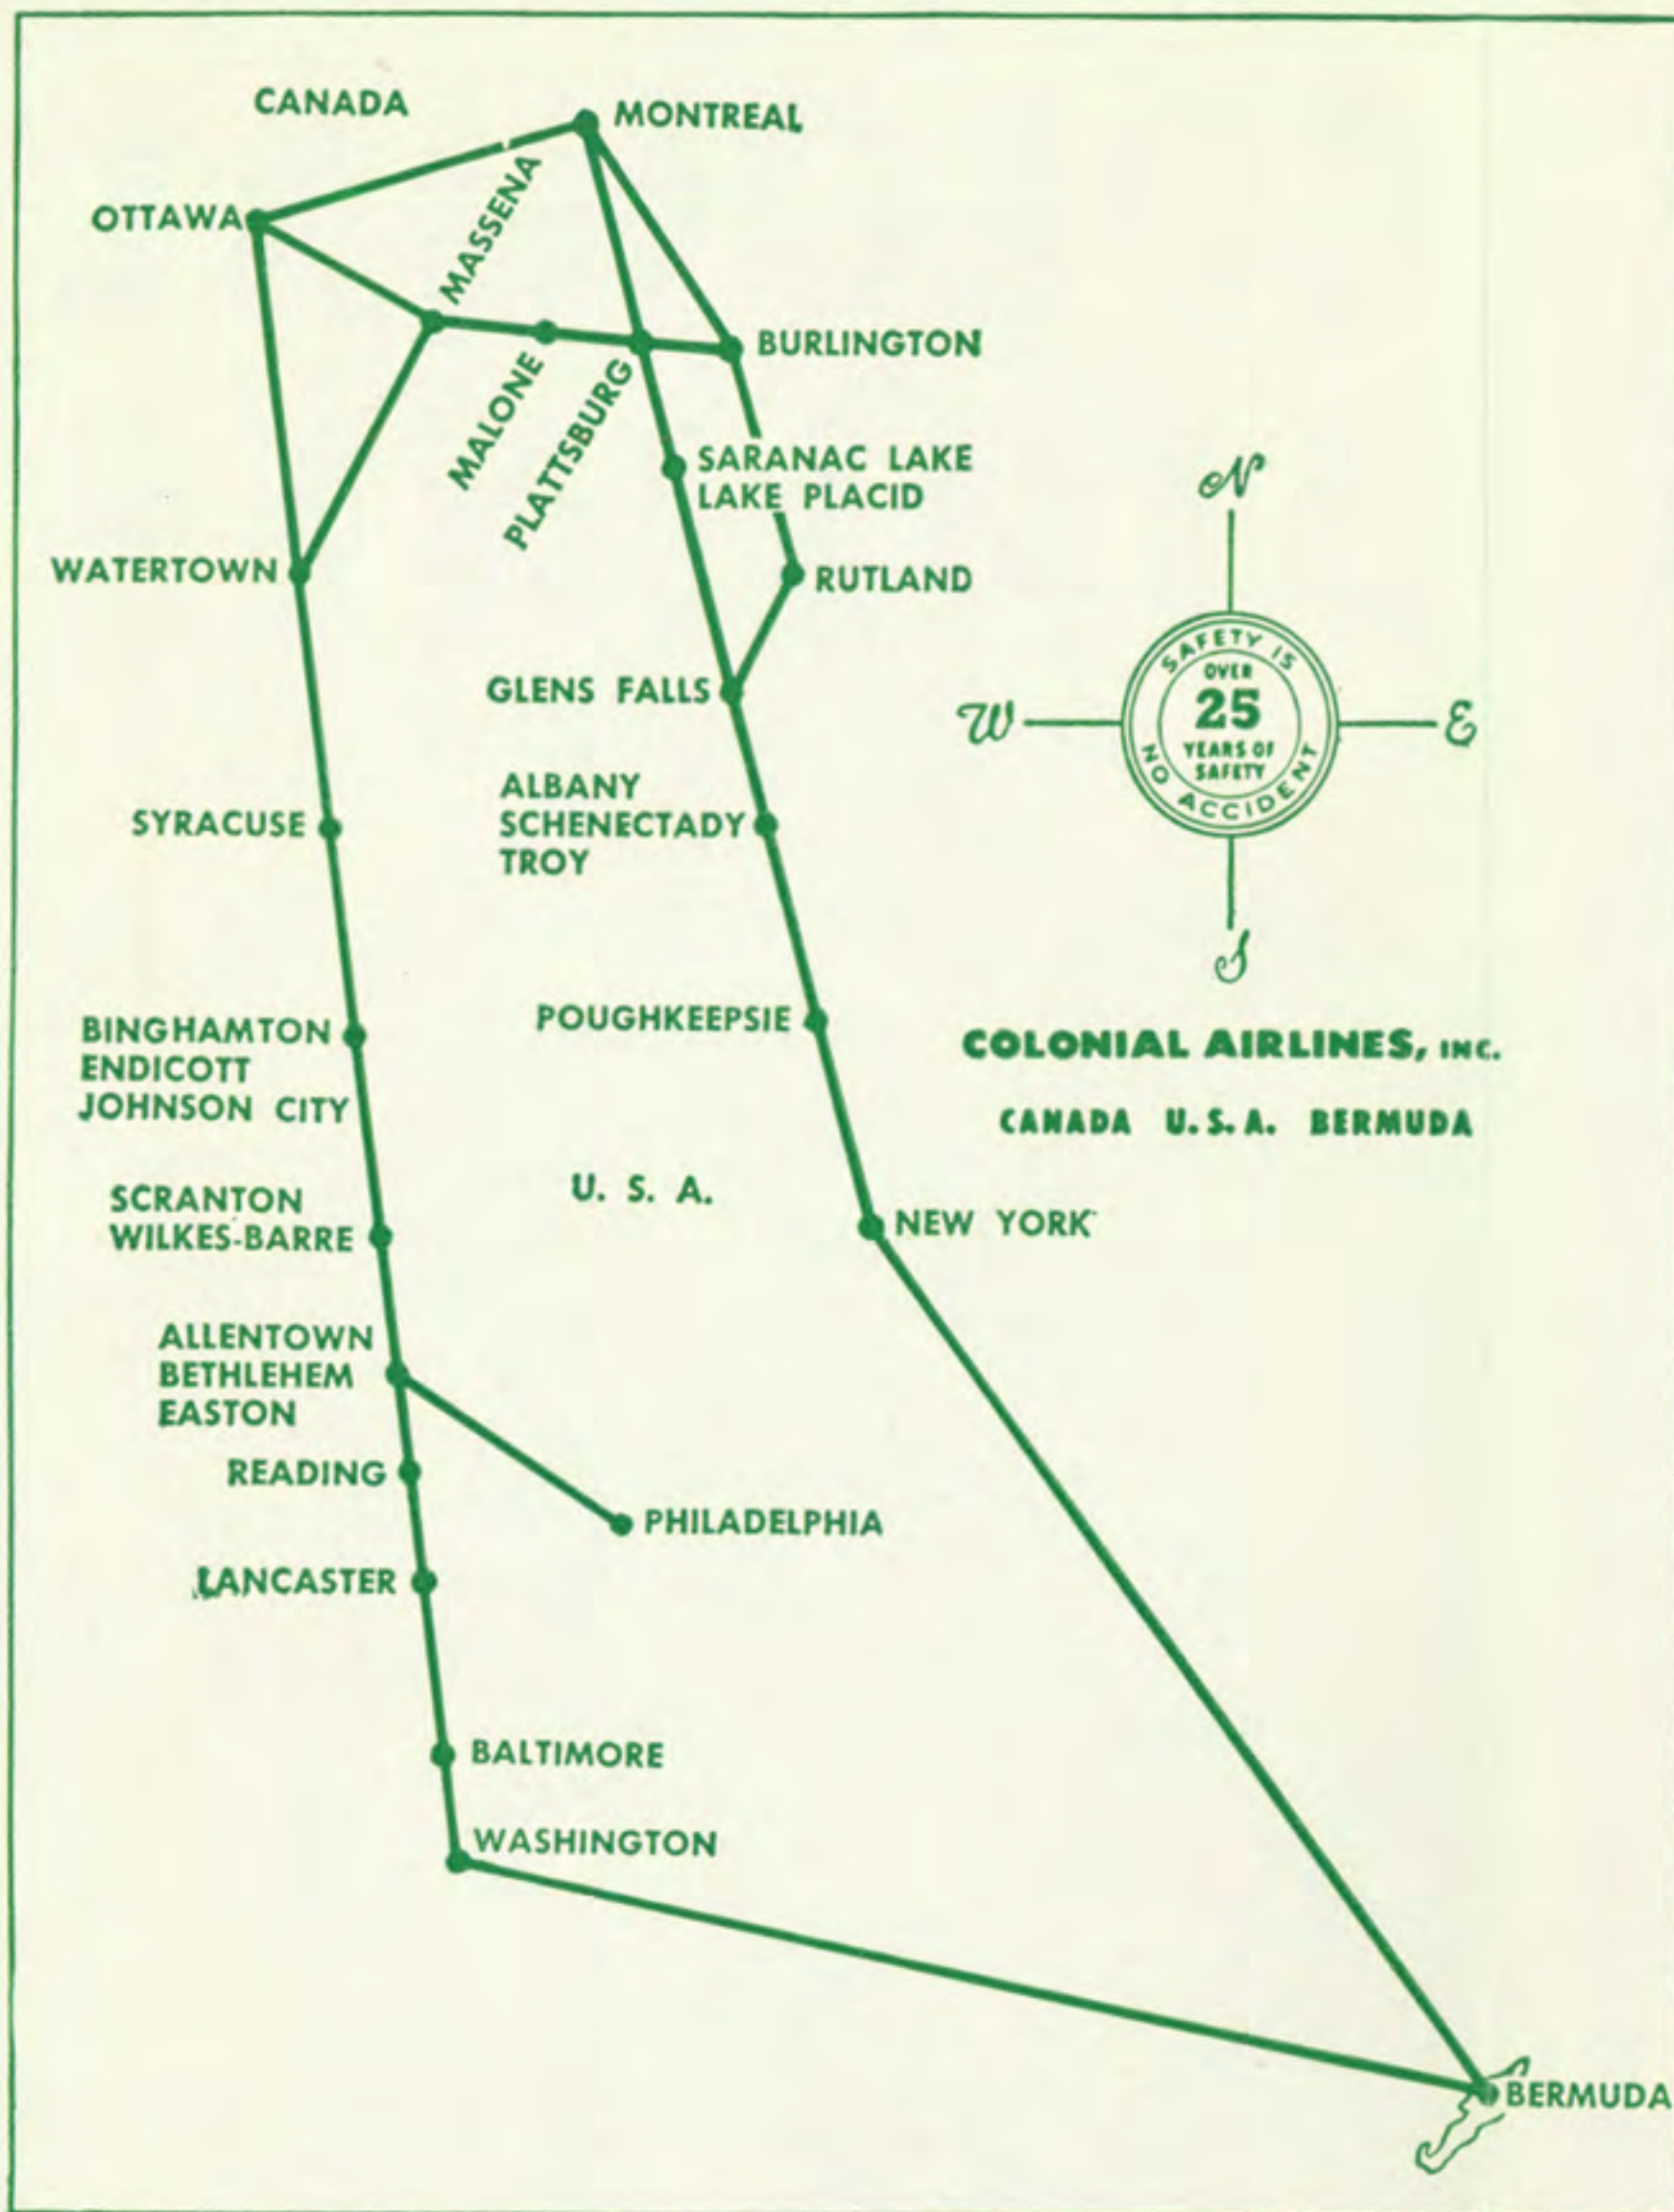 CANADA
MONTREAL
OTTAWA
MASSENA
BURLINGTON
MALONE
PLATTSBURG
SARANAC LAKE
LAKE PLACID
WATERTOWN
RUTLAND
GLENS FALLS
N
W
E
S
SAFETY IS
OVER
25
YEARS OF
SAFETY
NO ACCIDENT
SYRACUSE
ALBANY
SCHENECTADY
TROY
BINGHAMTON
ENDICOTT
JOHNSON CITY
POUGHKEEPSIE
COLONIAL AIRLINES, INC.
CANADA U.S.A. BERMUDA
SCRANTON
WILKES-BARRE
U. S. A.
NEW YORK
ALLENTOWN
BETHLEHEM
EASTON
READING
PHILADELPHIA
LANCASTER
BALTIMORE
WASHINGTON
BERMUDA